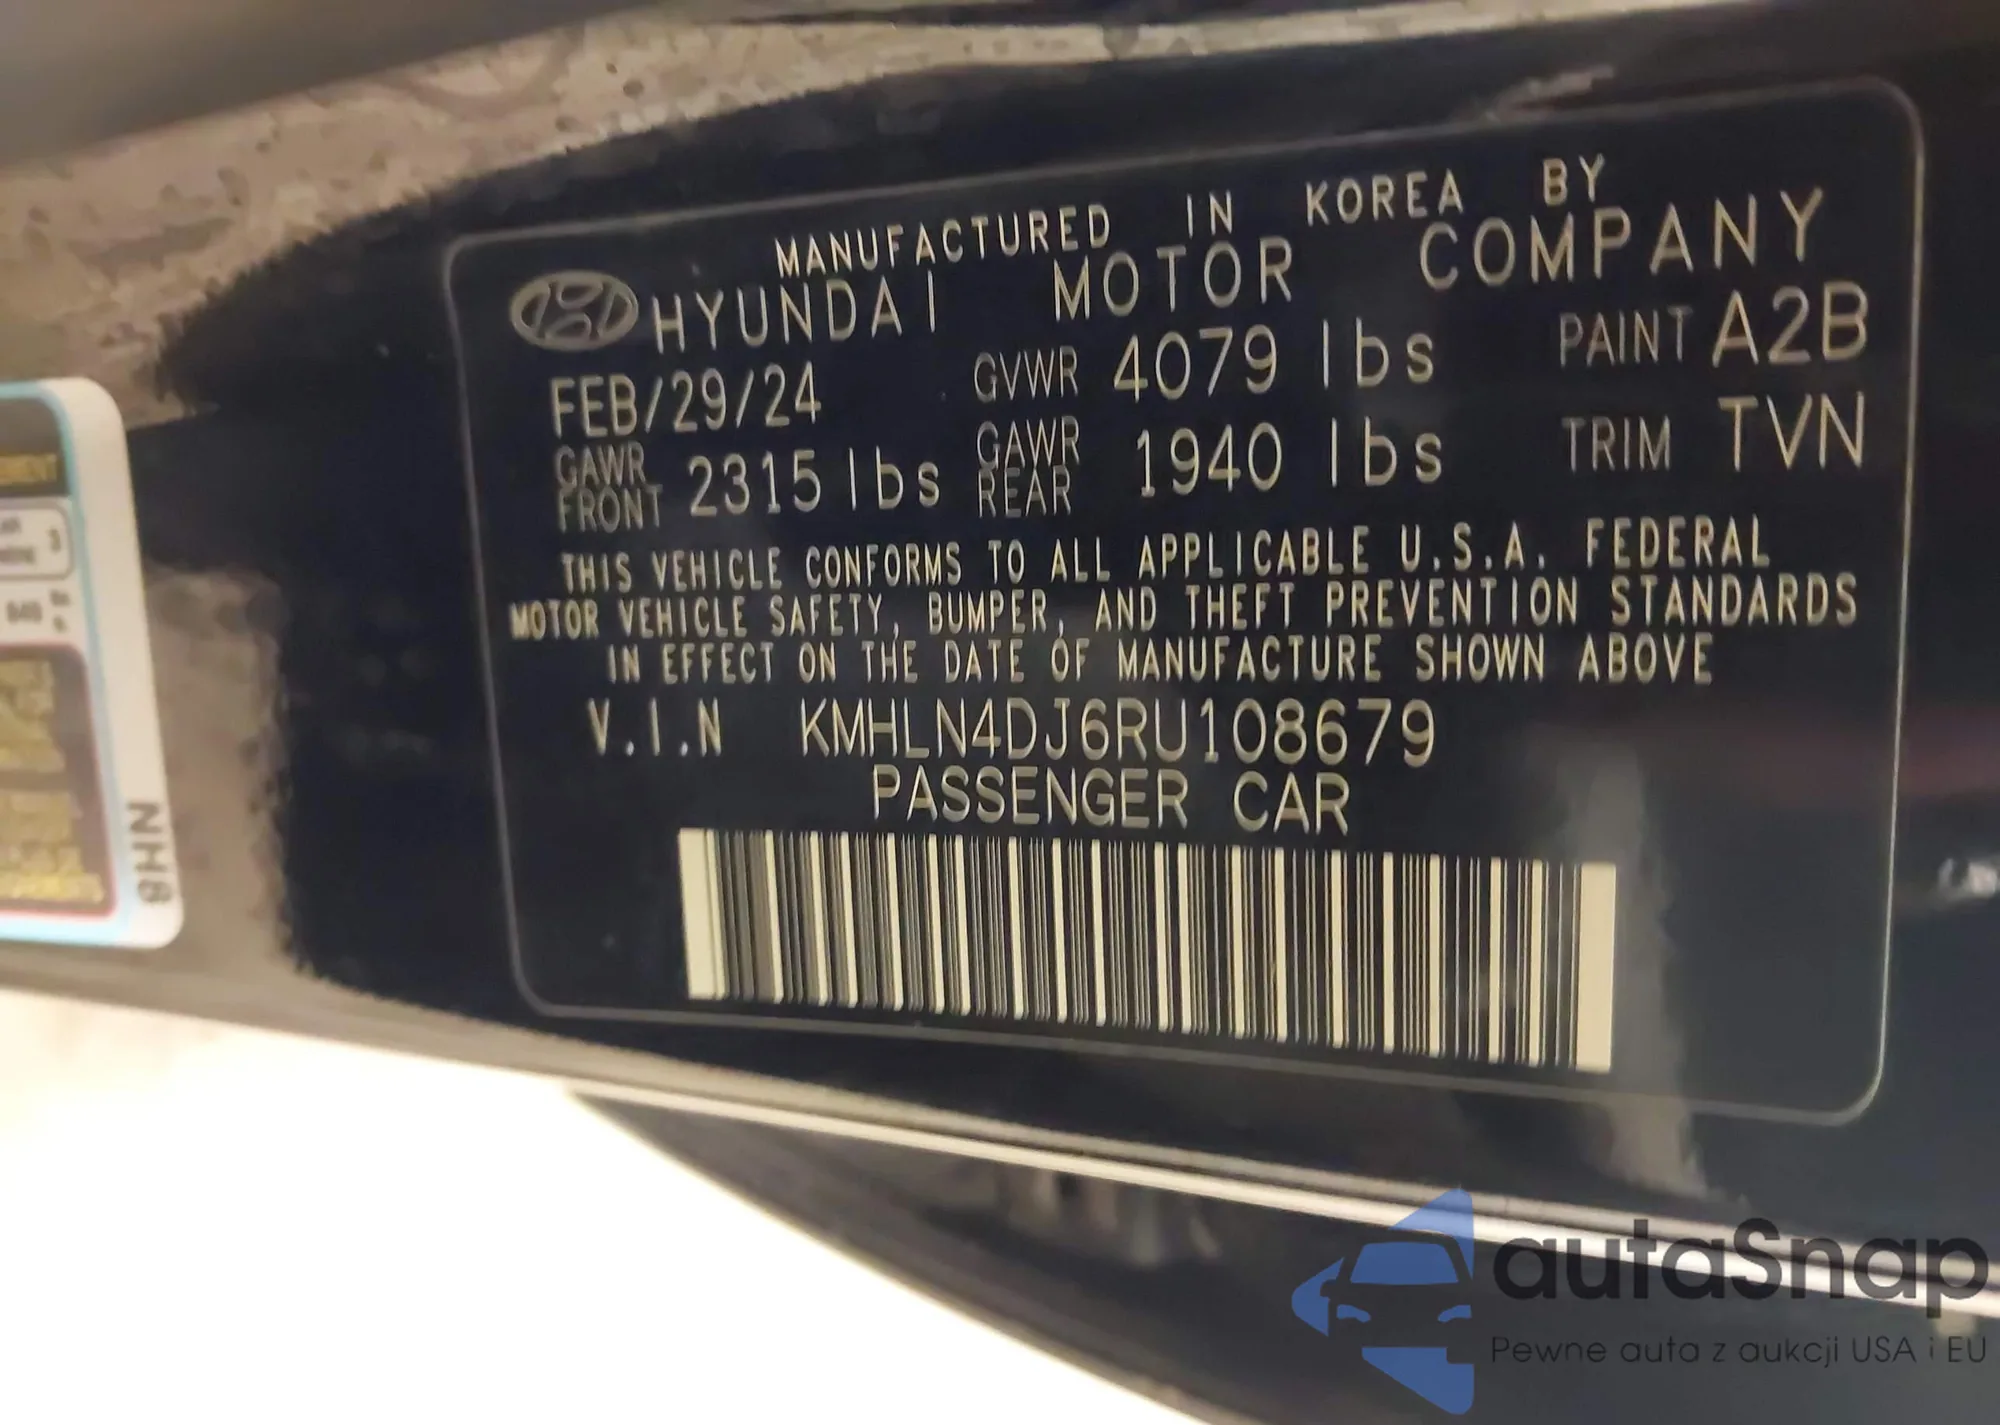 MANUFACTURED IN KOREA BY
HYUNDAI MOTOR COMPANY
FEB/29/24 GVWR 4079 lbs PAINT A2B
GAWR FRONT 2315 lbs GAWR REAR 1940 lbs TRIM TVN
THIS VEHICLE CONFORMS TO ALL APPLICABLE U.S.A. FEDERAL
MOTOR VEHICLE SAFETY, BUMPER, AND THEFT PREVENTION STANDARDS
IN EFFECT ON THE DATE OF MANUFACTURE SHOWN ABOVE
V.I.N KMHLN4DJ6RU108679
PASSENGER CAR
3
NH8
autaSnap
Pewne auta z aukcji USA i EU